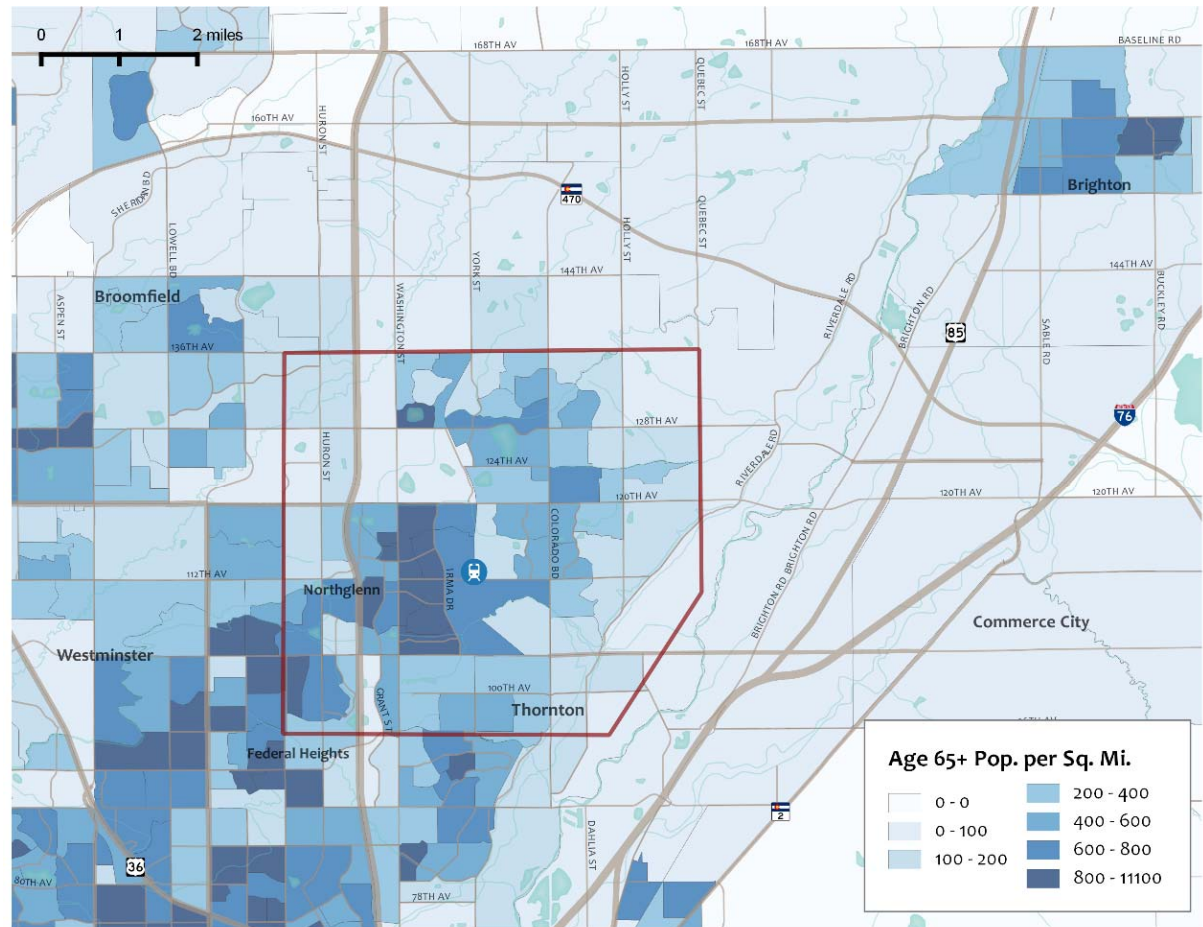 0 1 2 miles
168TH AV
168TH AV
BASELINE RD
HURON ST
HOLLY ST
QUEBEC ST
160TH AV
Brighton
470
LOWELL BD
HOLLY ST
QUEBEC ST
YORK ST
144TH AV
144TH AV
BUCKLEY RD
Broomfield
ASPEN ST
WASHINGTON ST
RIVERDALE RD
BRIGHTON RD
85
SABLE RD
136TH AV
76
128TH AV
HURON ST
124TH AV
RIVERDALE RD
120TH AV
120TH AV
120TH AV
COLORADO BD
BRIGHTON RD
BRIGHTON RD
112TH AV
IRMA DR
Northglenn
Commerce City
Westminster
100TH AV
GRANT ST
Thornton
Federal Heights
Age 65+ Pop. per Sq. Mi.
0 - 0
0 - 100
100 - 200
200 - 400
400 - 600
600 - 800
800 - 11100
2
DAHLIA ST
36
80TH AV
78TH AV